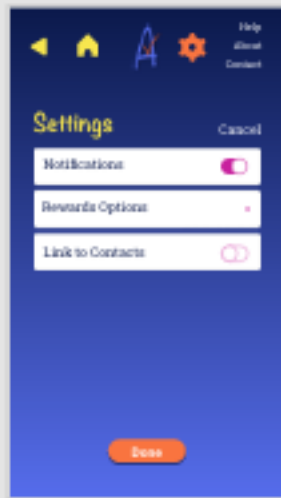 Help
About
Contact
Settings
Cancel
Notifications
Rewards Options
Link to Contacts
Done